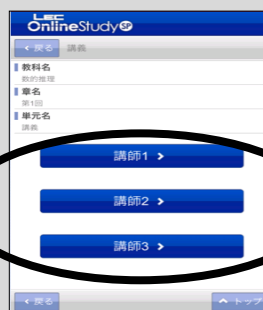 LEC
OnlineStudy SP
< 戻る 講義
教科名
数的推理
章名
第1回
単元名
講義
講師1 >
講師2 >
講師3 >
< 戻る ^ トップ